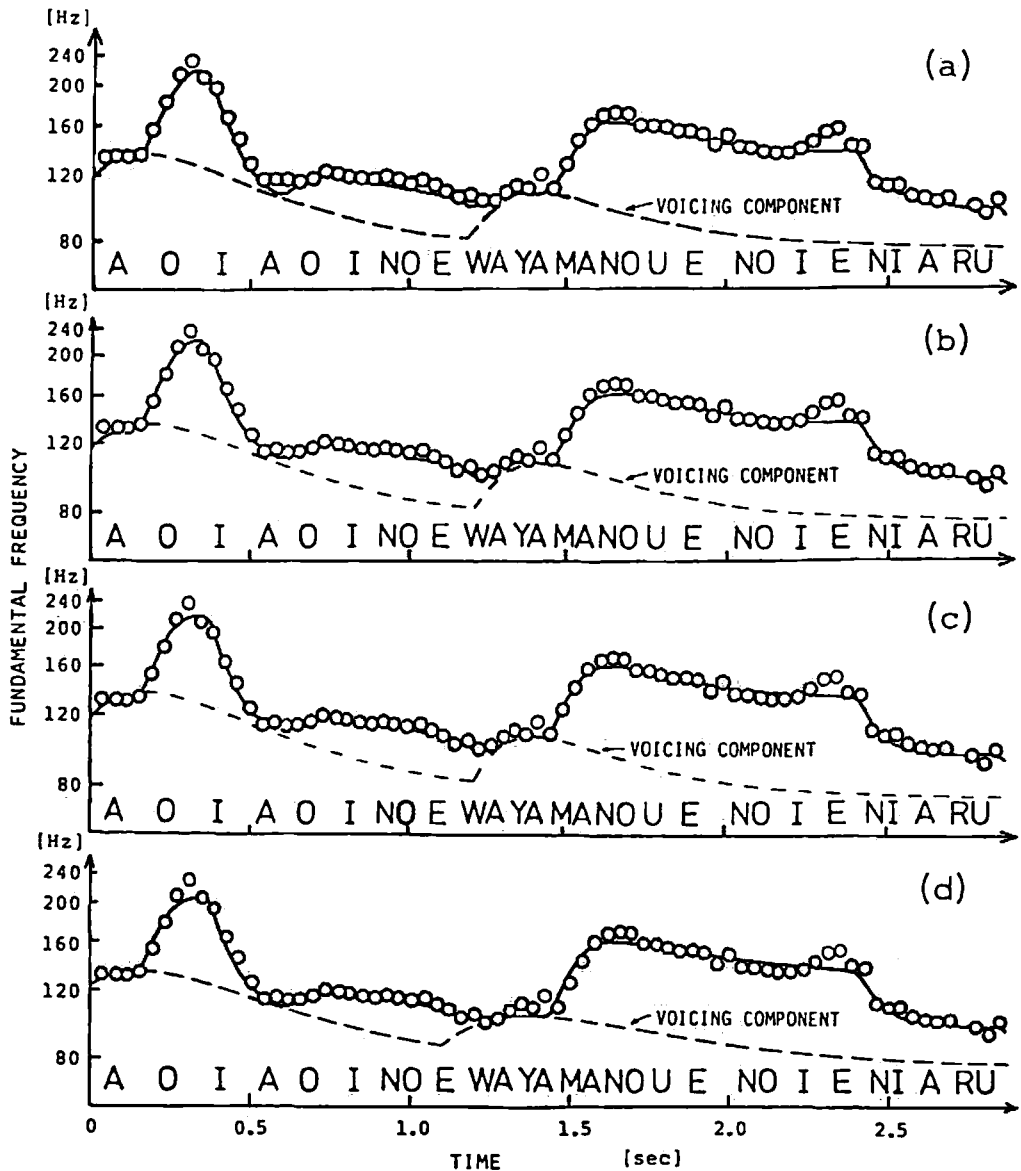 [Hz]
240
200
160
120
80
(a)
VOICING COMPONENT
A O I A O I NO E WA YA MA NO U E NO I E NI A RU
[Hz]
240
200
160
120
80
(b)
VOICING COMPONENT
A O I A O I NO E WA YA MA NO U E NO I E NI A RU
FUNDAMENTAL FREQUENCY
[Hz]
240
200
160
120
80
(c)
VOICING COMPONENT
A O I A O I NO E WA YA MA NO U E NO I E NI A RU
[Hz]
240
200
160
120
80
(d)
VOICING COMPONENT
A O I A O I NO E WA YA MA NO U E NO I E NI A RU
0 0.5 1.0 1.5 2.0 2.5
TIME [sec]